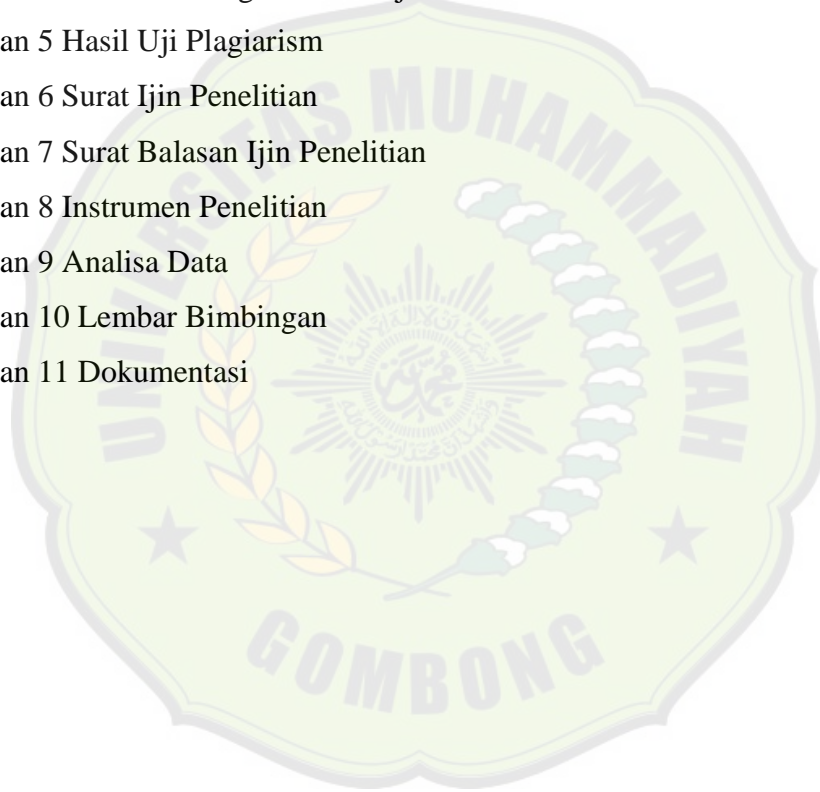 an 5 Hasil Uji Plagiarism
an 6 Surat Ijin Penelitian
an 7 Surat Balasan Ijin Penelitian
an 8 Instrumen Penelitian
an 9 Analisa Data
an 10 Lembar Bimbingan
an 11 Dokumentasi
UNIVERSITAS MUHAMMADIYAH
GOMBONG